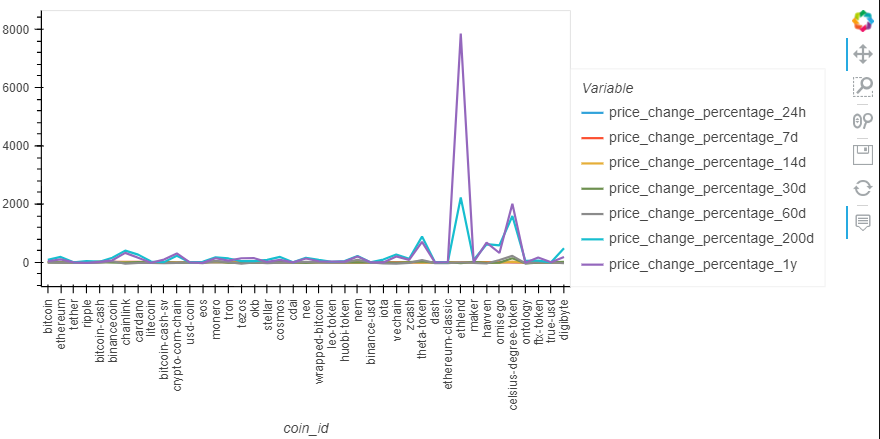 8000
6000
4000
2000
0
Variable
price_change_percentage_24h
price_change_percentage_7d
price_change_percentage_14d
price_change_percentage_30d
price_change_percentage_60d
price_change_percentage_200d
price_change_percentage_1y
bitcoin
ethereum
tether
ripple
bitcoin-cash
binancecoin
chainlink
cardano
litecoin
bitcoin-cash-sv
crypto-com-chain
usd-coin
eos
monero
tron
tezos
okb
stellar
cosmos
cdai
neo
wrapped-bitcoin
leo-token
huobi-token
nem
binance-usd
iota
vechain
zcash
theta-token
dash
ethereum-classic
ethlend
maker
havven
omisego
celsius-degree-token
ontology
ftx-token
true-usd
digibyte
coin_id